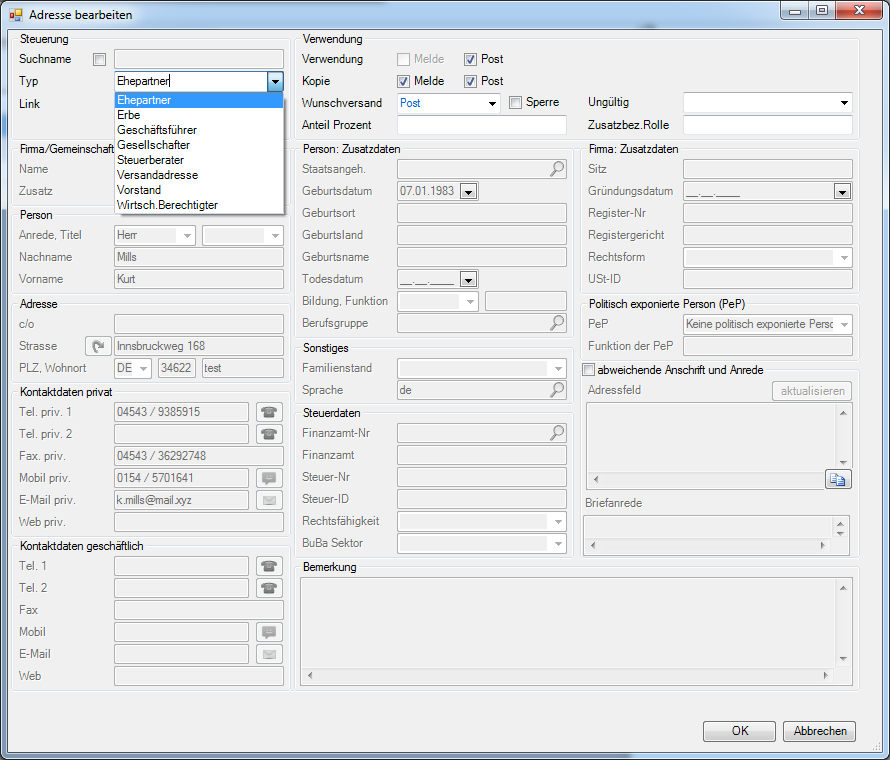 Adresse bearbeiten
Steuerung
Suchname
Typ
Ehepartner
Link
Ehepartner
Erbe
Geschäftsführer
Gesellschafter
Steuerberater
Versandadresse
Vorstand
Wirtsch.Berechtigter
Verwendung
Verwendung Melde Post
Kopie Melde Post
Wunschversand Post Sperre Ungültig
Anteil Prozent Zusatzbez.Rolle
Firma/Gemeinschaft
Name
Zusatz
Person
Anrede, Titel Herr
Nachname Mills
Vorname Kurt
Adresse
c/o
Strasse Innsbruckweg 168
PLZ, Wohnort DE 34622 test
Kontaktdaten privat
Tel. priv. 1 04543 / 9385915
Tel. priv. 2
Fax. priv. 04543 / 36292748
Mobil priv. 0154 / 5701641
E-Mail priv. k.mills@mail.xyz
Web priv.
Kontaktdaten geschäftlich
Tel. 1
Tel. 2
Fax
Mobil
E-Mail
Web
Person: Zusatzdaten
Staatsangeh.
Geburtsdatum 07.01.1983
Geburtsort
Geburtsland
Geburtsname
Todesdatum __.__.____
Bildung, Funktion
Berufsgruppe
Sonstiges
Familienstand
Sprache de
Steuerdaten
Finanzamt-Nr
Finanzamt
Steuer-Nr
Steuer-ID
Rechtsfähigkeit
BuBa Sektor
Firma: Zusatzdaten
Sitz
Gründungsdatum __.__.____
Register-Nr
Registergericht
Rechtsform
USt-ID
Politisch exponierte Person (PeP)
PeP Keine politisch exponierte Perso
Funktion der PeP
abweichende Anschrift und Anrede
Adressfeld aktualisieren
Briefanrede
Bemerkung
OK Abbrechen